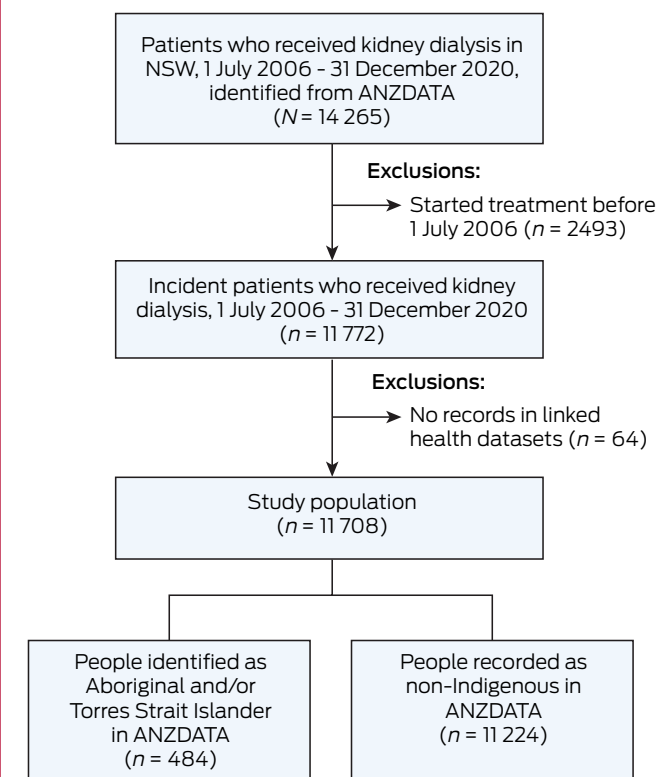 Patients who received kidney dialysis in
NSW, 1 July 2006 - 31 December 2020,
identified from ANZDATA
(N = 14 265)
Exclusions:
Started treatment before
1 July 2006 (n = 2493)
Incident patients who received kidney
dialysis, 1 July 2006 - 31 December 2020
(n = 11 772)
Exclusions:
No records in linked
health datasets (n = 64)
Study population
(n = 11 708)
People identified as
Aboriginal and/or
Torres Strait Islander
in ANZDATA
(n = 484)
People recorded as
non-Indigenous in
ANZDATA
(n = 11 224)